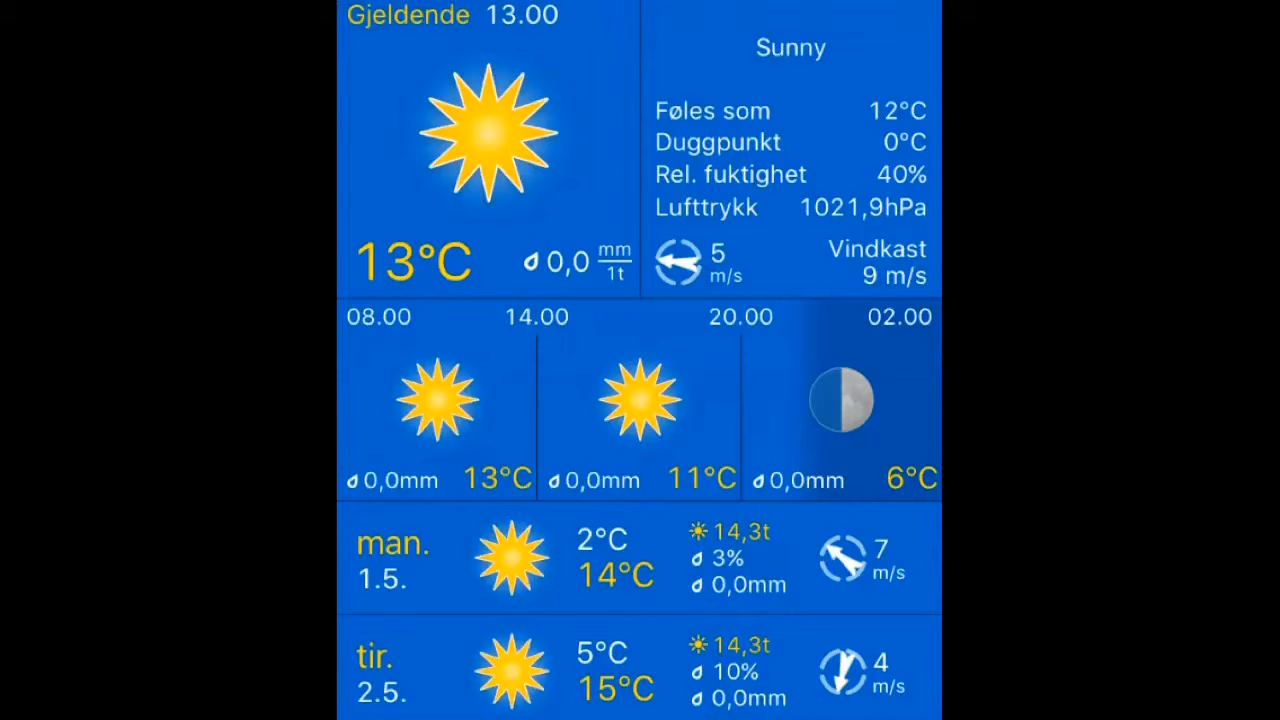 Gjeldende 13.00
13°C 0,0 mm
1t
Sunny
Føles som 12°C
Duggpunkt 0°C
Rel. fuktighet 40%
Lufttrykk 1021,9hPa
5
m/s
Vindkast
9 m/s
08.00 14.00 20.00 02.00
0,0mm 13°C 0,0mm 11°C 0,0mm 6°C
man.
1.5.
2°C
14°C
14,3t
3%
0,0mm
7
m/s
tir.
2.5.
5°C
15°C
14,3t
10%
0,0mm
4
m/s